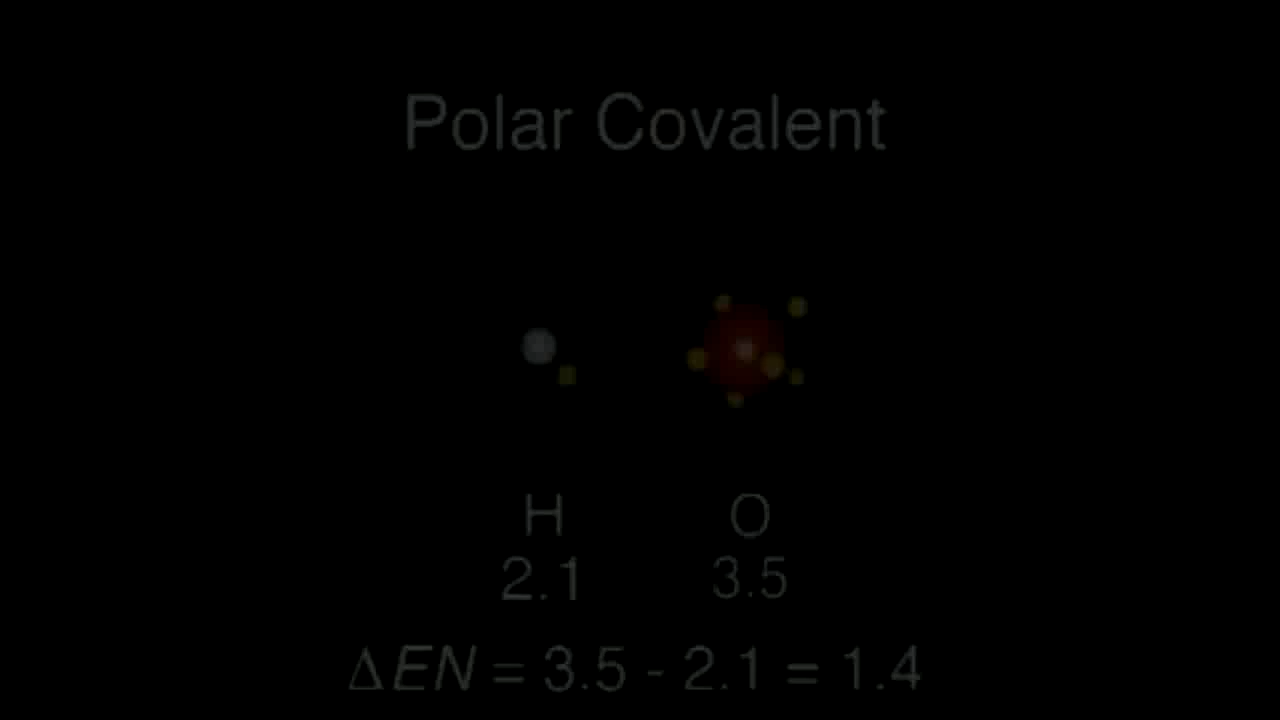 Polar Covalent
H O
2.1 3.5
ΔEN = 3.5 - 2.1 = 1.4